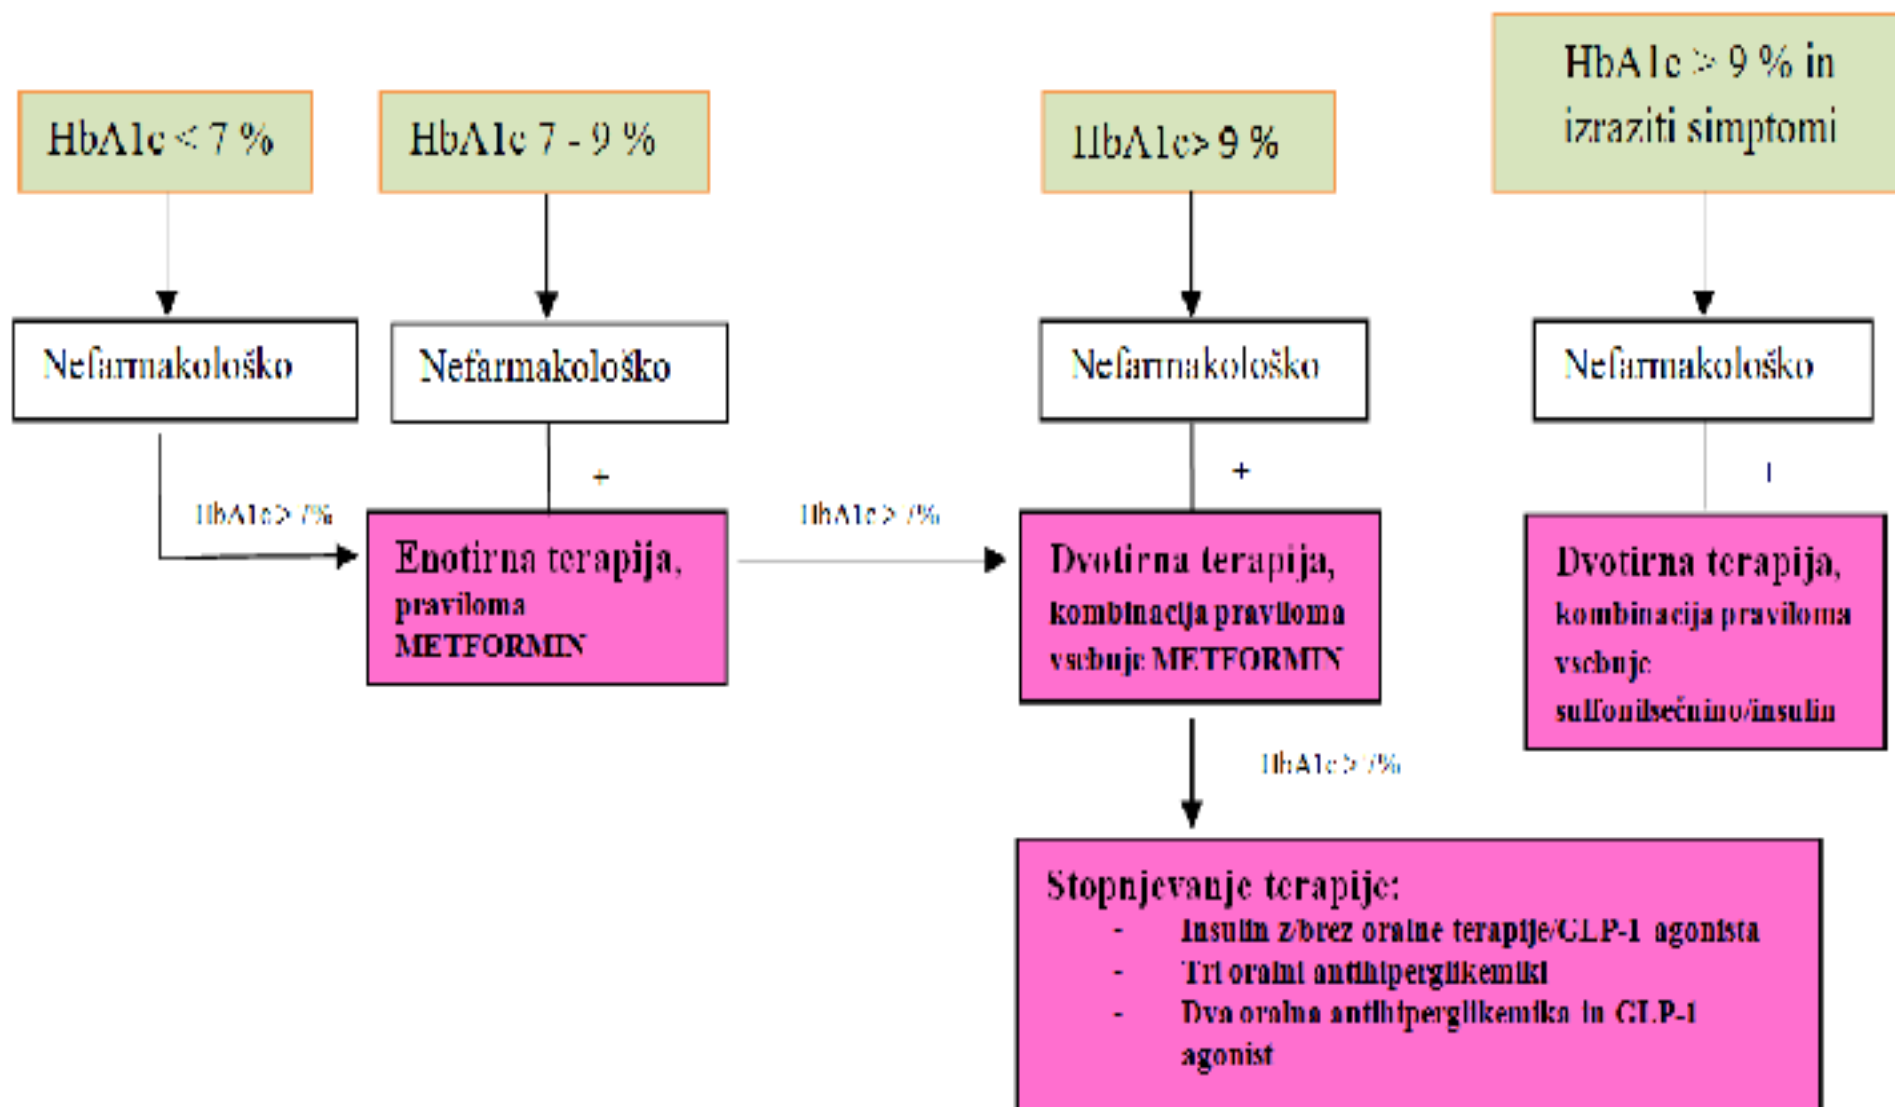 HbA1c < 7 %
HbA1c 7 - 9 %
HbA1c> 9 %
HbA1c > 9 % in
izraziti simptomi
Nefarmakološko
Nefarmakološko
Nefarmakološko
Nefarmakološko
+
+
HbA1c > 7%
HbA1c > 7%
Enotirna terapija,
praviloma
METFORMIN
Dvotirna terapija,
kombinacija praviloma
vsebuje METFORMIN
Dvotirna terapija,
kombinacija praviloma
vsebuje
sulfonilsečnino/insulin
HbA1c > 7%
Stopnjevanje terapije:
- Insulin z/brez oralne terapije/GLP-1 agonista
- Tri oralni antihiperglikemiki
- Dva oralna antihiperglikemika in GLP-1
agonist